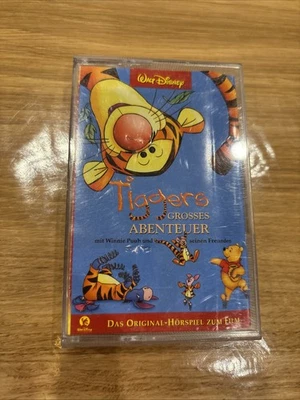 Walt Disney
Tiggers
GROSSES
ABENTEUER
mit Winnie Puuh und seinen Freunden
DAS ORIGINAL-HÖRSPIEL ZUM FILM